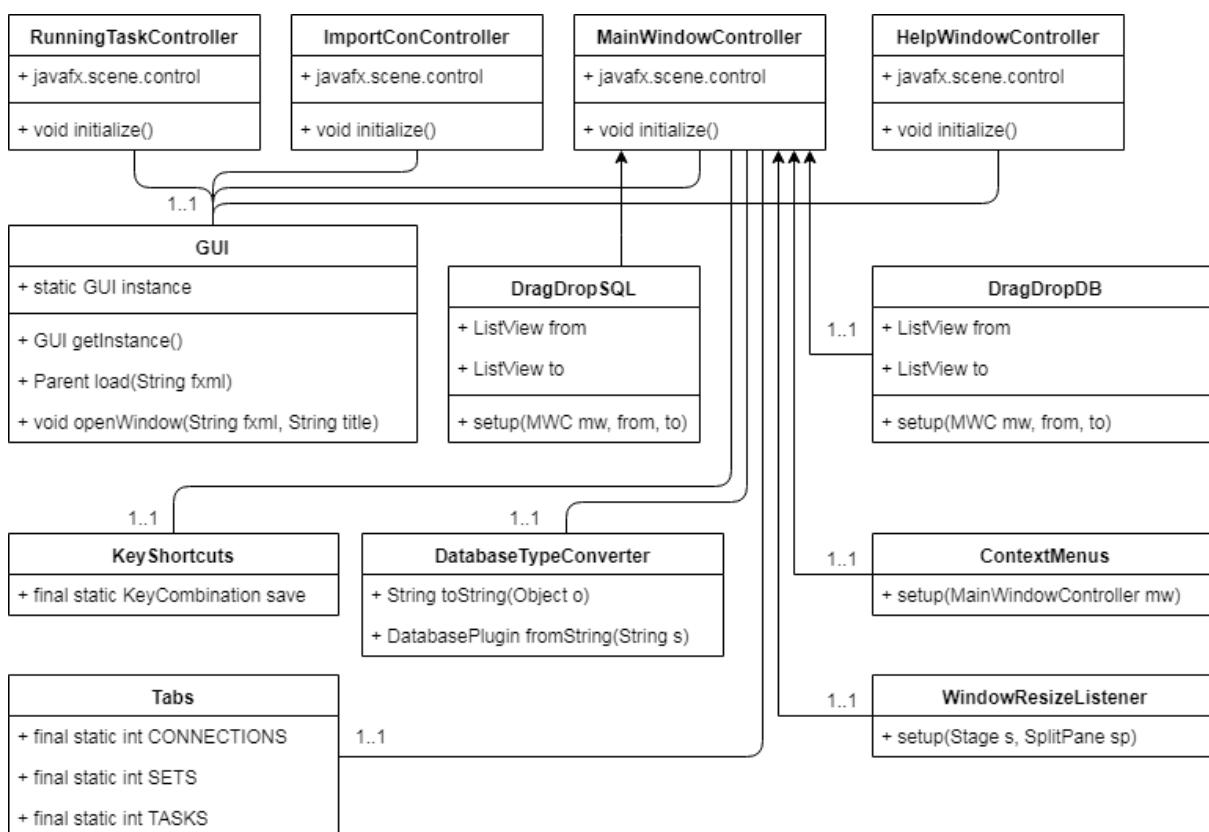 RunningTaskController
+ javafx.scene.control
+ void initialize()
ImportConController
+ javafx.scene.control
+ void initialize()
MainWindowController
+ javafx.scene.control
+ void initialize()
HelpWindowController
+ javafx.scene.control
+ void initialize()
1..1
GUI
+ static GUI instance
+ GUI getInstance()
+ Parent load(String fxml)
+ void openWindow(String fxml, String title)
DragDropSQL
+ ListView from
+ ListView to
+ setup(MWC mw, from, to)
1..1
DragDropDB
+ ListView from
+ ListView to
+ setup(MWC mw, from, to)
1..1
KeyShortcuts
+ final static KeyCombination save
1..1
DatabaseTypeConverter
+ String toString(Object o)
+ DatabasePlugin fromString(String s)
1..1
ContextMenus
+ setup(MainWindowController mw)
Tabs
+ final static int CONNECTIONS
+ final static int SETS
+ final static int TASKS
1..1
1..1
WindowResizeListener
+ setup(Stage s, SplitPane sp)